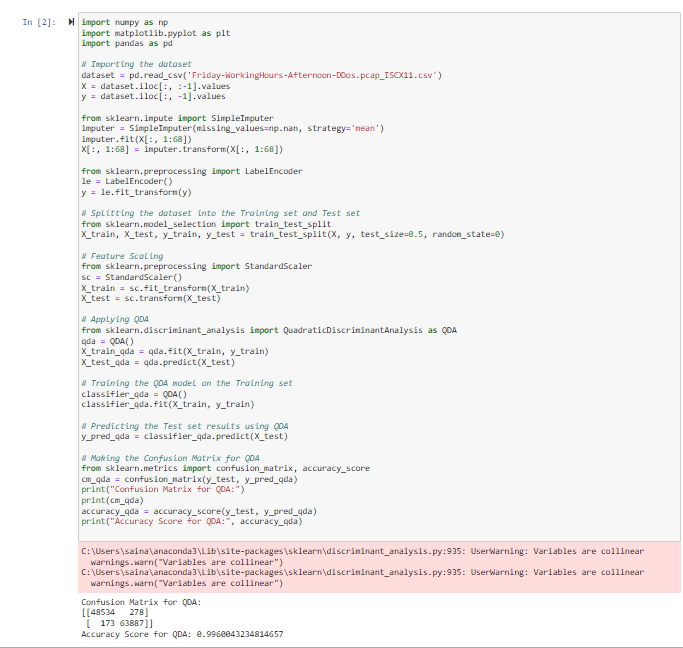 In [2]:
import numpy as np
import matplotlib.pyplot as plt
import pandas as pd
# Importing the dataset
dataset = pd.read_csv('Friday-WorkingHours-Afternoon-DDos.pcap_ISCX11.csv')
X = dataset.iloc[:, :-1].values
y = dataset.iloc[:, -1].values
from sklearn.impute import SimpleImputer
imputer = SimpleImputer(missing_values=np.nan, strategy='mean')
imputer.fit(X[:, 1:68])
X[:, 1:68] = imputer.transform(X[:, 1:68])
from sklearn.preprocessing import LabelEncoder
le = LabelEncoder()
y = le.fit_transform(y)
# Splitting the dataset into the Training set and Test set
from sklearn.model_selection import train_test_split
X_train, X_test, y_train, y_test = train_test_split(X, y, test_size=0.5, random_state=0)
# Feature Scaling
from sklearn.preprocessing import StandardScaler
sc = StandardScaler()
X_train = sc.fit_transform(X_train)
X_test = sc.transform(X_test)
# Applying QDA
from sklearn.discriminant_analysis import QuadraticDiscriminantAnalysis as QDA
qda = QDA()
X_train_qda = qda.fit(X_train, y_train)
X_test_qda = qda.predict(X_test)
# Training the QDA model on the Training set
classifier_qda = QDA()
classifier_qda.fit(X_train, y_train)
# Predicting the Test set results using QDA
y_pred_qda = classifier_qda.predict(X_test)
# Making the Confusion Matrix for QDA
from sklearn.metrics import confusion_matrix, accuracy_score
cm_qda = confusion_matrix(y_test, y_pred_qda)
print("Confusion Matrix for QDA:")
print(cm_qda)
accuracy_qda = accuracy_score(y_test, y_pred_qda)
print("Accuracy Score for QDA:", accuracy_qda)
C:\Users\saina\anaconda3\Lib\site-packages\sklearn\discriminant_analysis.py:935: UserWarning: Variables are collinear
warnings.warn("Variables are collinear")
C:\Users\saina\anaconda3\Lib\site-packages\sklearn\discriminant_analysis.py:935: UserWarning: Variables are collinear
warnings.warn("Variables are collinear")
Confusion Matrix for QDA:
[[48534 278]
[ 173 63887]]
Accuracy Score for QDA: 0.9960043234814657